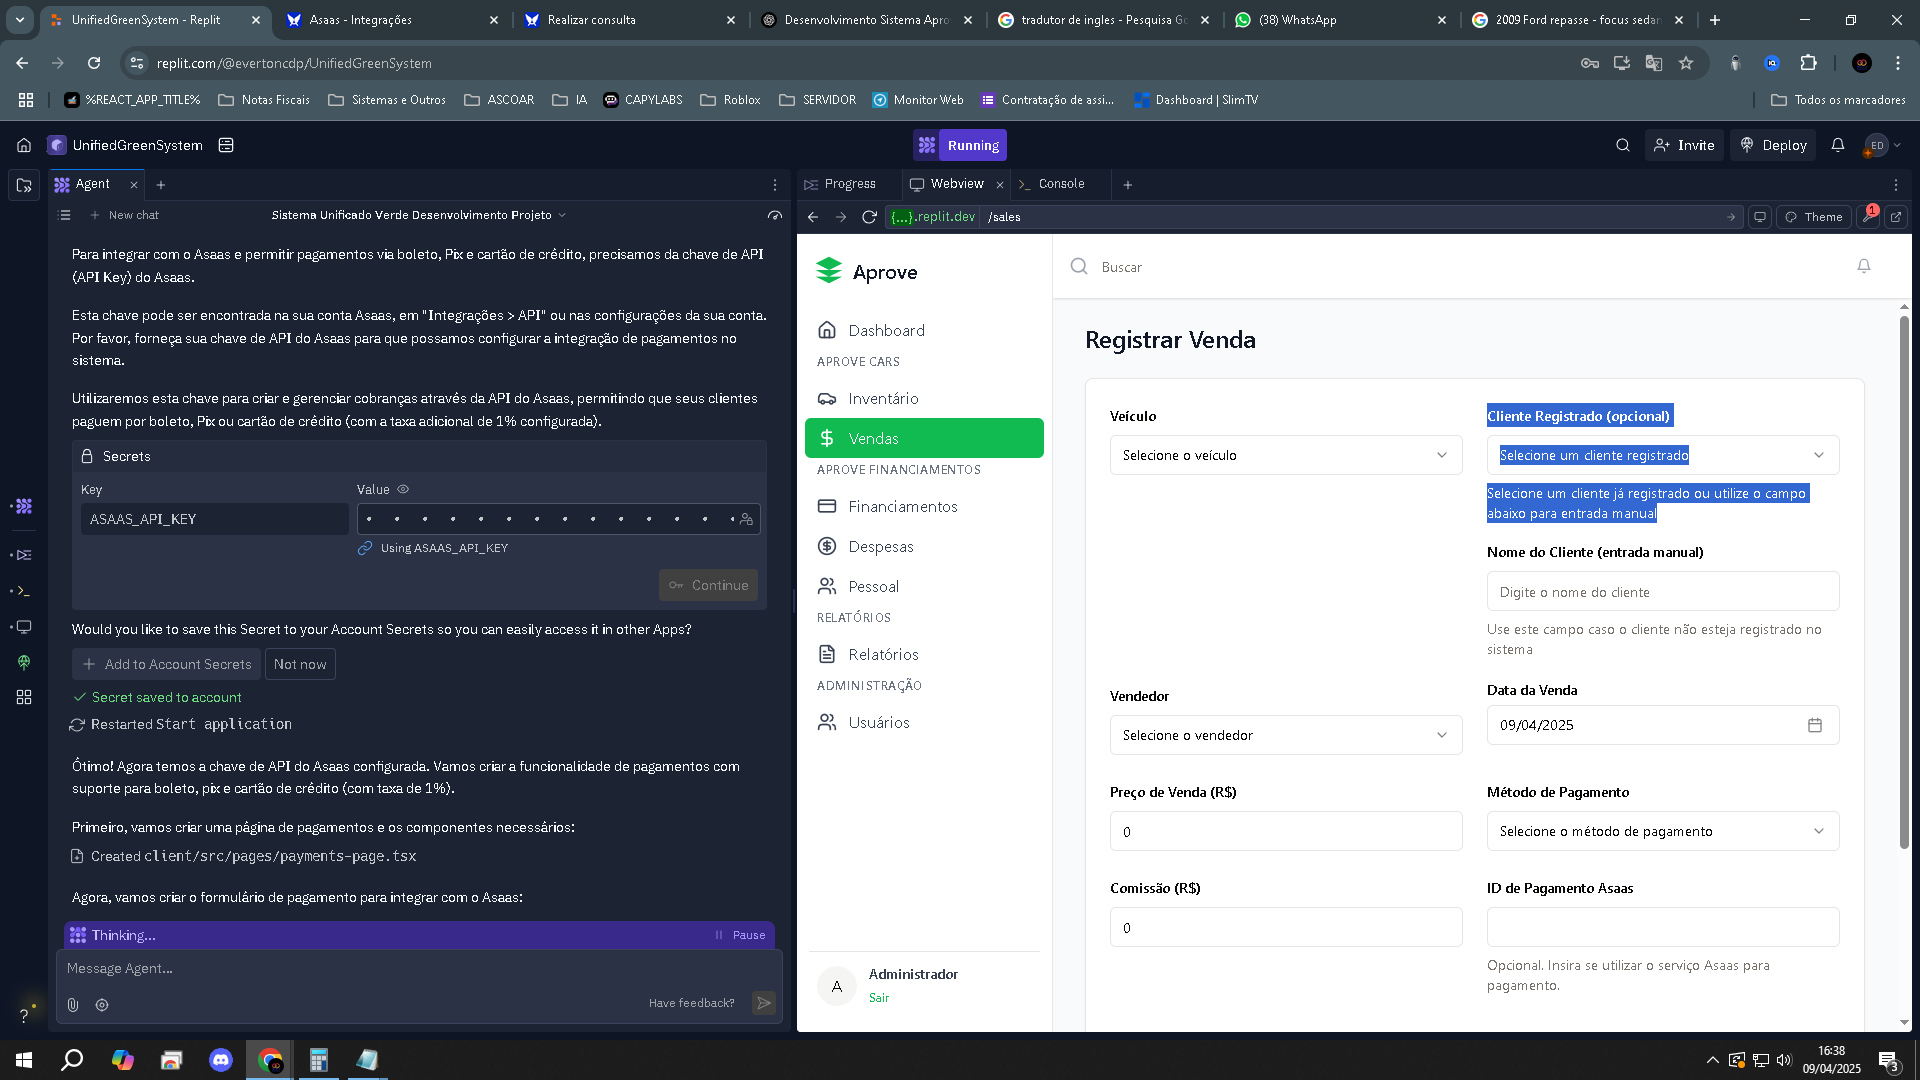 UnifiedGreenSystem - Replit
Asaas - Integrações
Realizar consulta
Desenvolvimento Sistema Apro
tradutor de ingles - Pesquisa Go
(38) WhatsApp
2009 Ford repasse - focus sedan
replit.com/@evertoncdp/UnifiedGreenSystem
%REACT_APP_TITLE%
Notas Fiscais
Sistemas e Outros
ASCOAR
IA
CAPYLABS
Roblox
SERVIDOR
Monitor Web
Contratação de assi...
Dashboard | SlimTV
Todos os marcadores
UnifiedGreenSystem
Running
Invite
Deploy
ED
Agent
New chat
Sistema Unificado Verde Desenvolvimento Projeto
Para integrar com o Asaas e permitir pagamentos via boleto, Pix e cartão de crédito, precisamos da chave de API
(API Key) do Asaas.
Esta chave pode ser encontrada na sua conta Asaas, em "Integrações > API" ou nas configurações da sua conta.
Por favor, forneça sua chave de API do Asaas para que possamos configurar a integração de pagamentos no
sistema.
Utilizaremos esta chave para criar e gerenciar cobranças através da API do Asaas, permitindo que seus clientes
paguem por boleto, Pix ou cartão de crédito (com a taxa adicional de 1% configurada).
Secrets
Key
Value
ASAAS_API_KEY
Using ASAAS_API_KEY
Continue
Would you like to save this Secret to your Account Secrets so you can easily access it in other Apps?
Add to Account Secrets
Not now
Secret saved to account
Restarted Start application
Ótimo! Agora temos a chave de API do Asaas configurada. Vamos criar a funcionalidade de pagamentos com
suporte para boleto, pix e cartão de crédito (com taxa de 1%).
Primeiro, vamos criar uma página de pagamentos e os componentes necessários:
Created client/src/pages/payments-page.tsx
Agora, vamos criar o formulário de pagamento para integrar com o Asaas:
Thinking...
Pause
Message Agent...
Have feedback?
Progress
Webview
Console
{...}.replit.dev
/sales
Theme
1
Aprove
Dashboard
APROVE CARS
Inventário
Vendas
APROVE FINANCIAMENTOS
Financiamentos
Despesas
Pessoal
RELATÓRIOS
Relatórios
ADMINISTRAÇÃO
Usuários
A
Administrador
Sair
Buscar
Registrar Venda
Veículo
Selecione o veículo
Cliente Registrado (opcional)
Selecione um cliente registrado
Selecione um cliente já registrado ou utilize o campo
abaixo para entrada manual
Nome do Cliente (entrada manual)
Digite o nome do cliente
Use este campo caso o cliente não esteja registrado no
sistema
Vendedor
Selecione o vendedor
Data da Venda
09/04/2025
Preço de Venda (R$)
0
Método de Pagamento
Selecione o método de pagamento
Comissão (R$)
0
ID de Pagamento Asaas
Opcional. Insira se utilizar o serviço Asaas para
pagamento.
?
16:38
09/04/2025
3